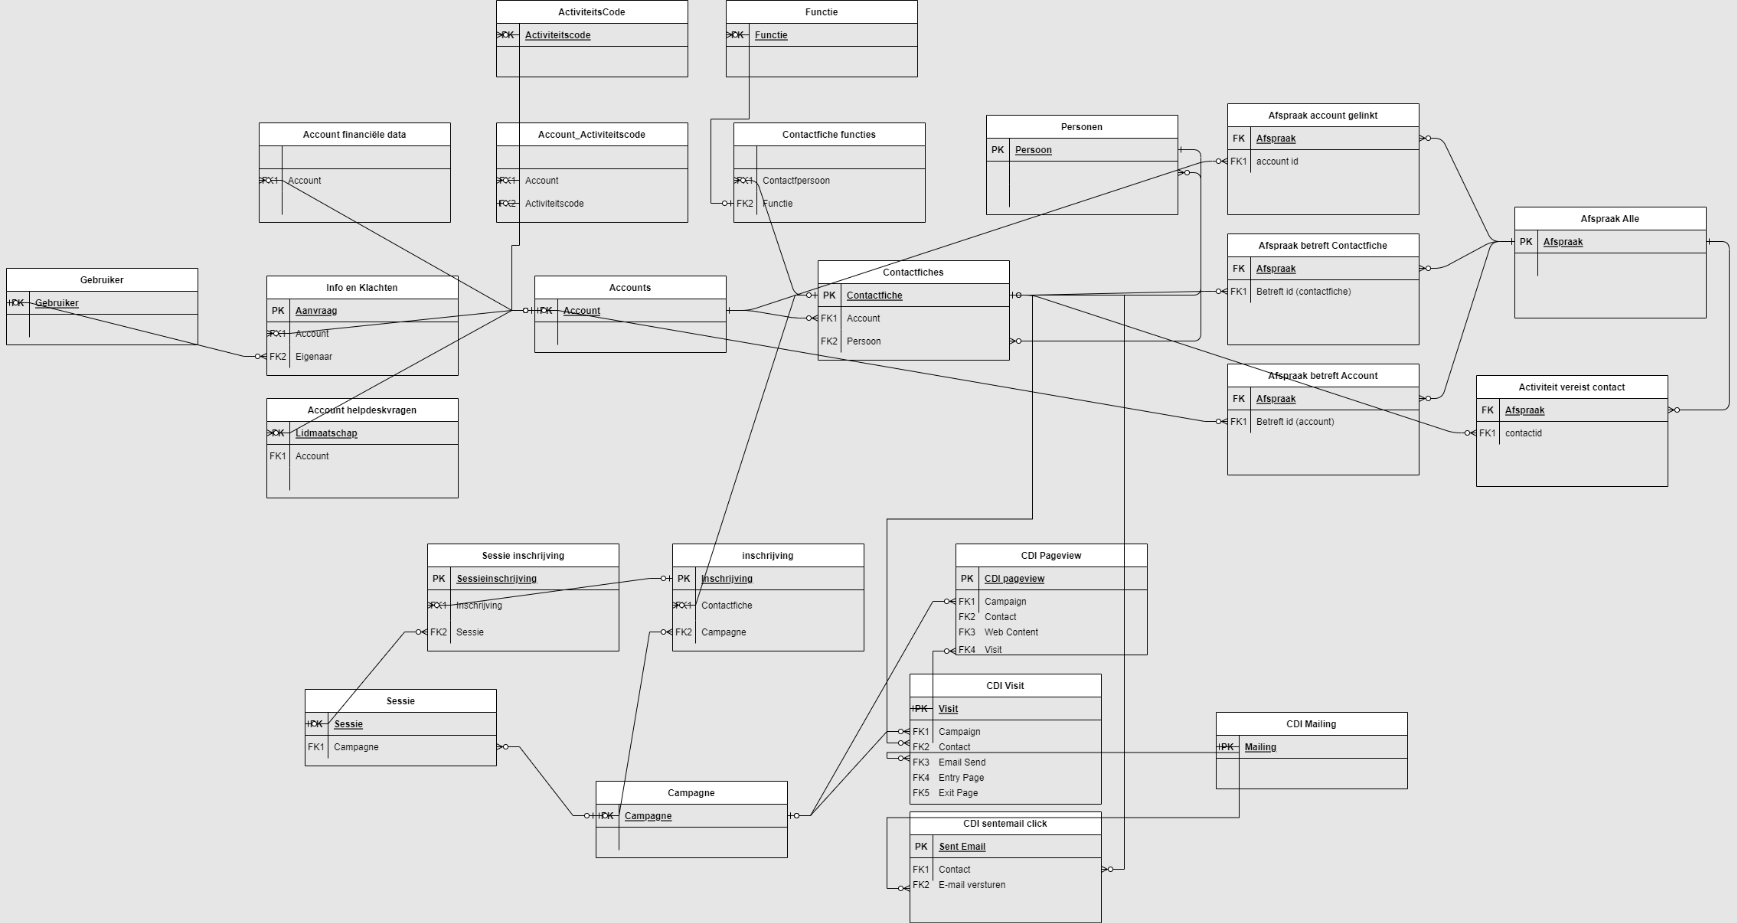 ActiviteitsCode
PK Activiteitscode
Functie
PK Functie
Account financiële data
FK1 Account
Account_Activiteitscode
FK1 Account
FK2 Activiteitscode
Contactfiche functies
FK1 Contactfpersoon
FK2 Functie
Personen
PK Persoon
Afspraak account gelinkt
FK Afspraak
FK1 account id
Afspraak Alle
PK Afspraak
Afspraak betreft Contactfiche
FK Afspraak
FK1 Betreft id (contactfiche)
Gebruiker
PK Gebruiker
Info en Klachten
PK Aanvraag
FK1 Account
FK2 Eigenaar
Accounts
PK Account
Contactfiches
PK Contactfiche
FK1 Account
FK2 Persoon
Afspraak betreft Account
FK Afspraak
FK1 Betreft id (account)
Activiteit vereist contact
FK Afspraak
FK1 contactid
Account helpdeskvragen
PK Lidmaatschap
FK1 Account
Sessie inschrijving
PK Sessieinschrijving
FK1 Inschrijving
FK2 Sessie
inschrijving
PK Inschrijving
FK1 Contactfiche
FK2 Campagne
CDI Pageview
PK CDI pageview
FK1 Campaign
FK2 Contact
FK3 Web Content
FK4 Visit
Sessie
PK Sessie
FK1 Campagne
CDI Visit
PK Visit
FK1 Campaign
FK2 Contact
FK3 Email Send
FK4 Entry Page
FK5 Exit Page
CDI Mailing
PK Mailing
Campagne
PK Campagne
CDI sentemail click
PK Sent Email
FK1 Contact
FK2 E-mail versturen